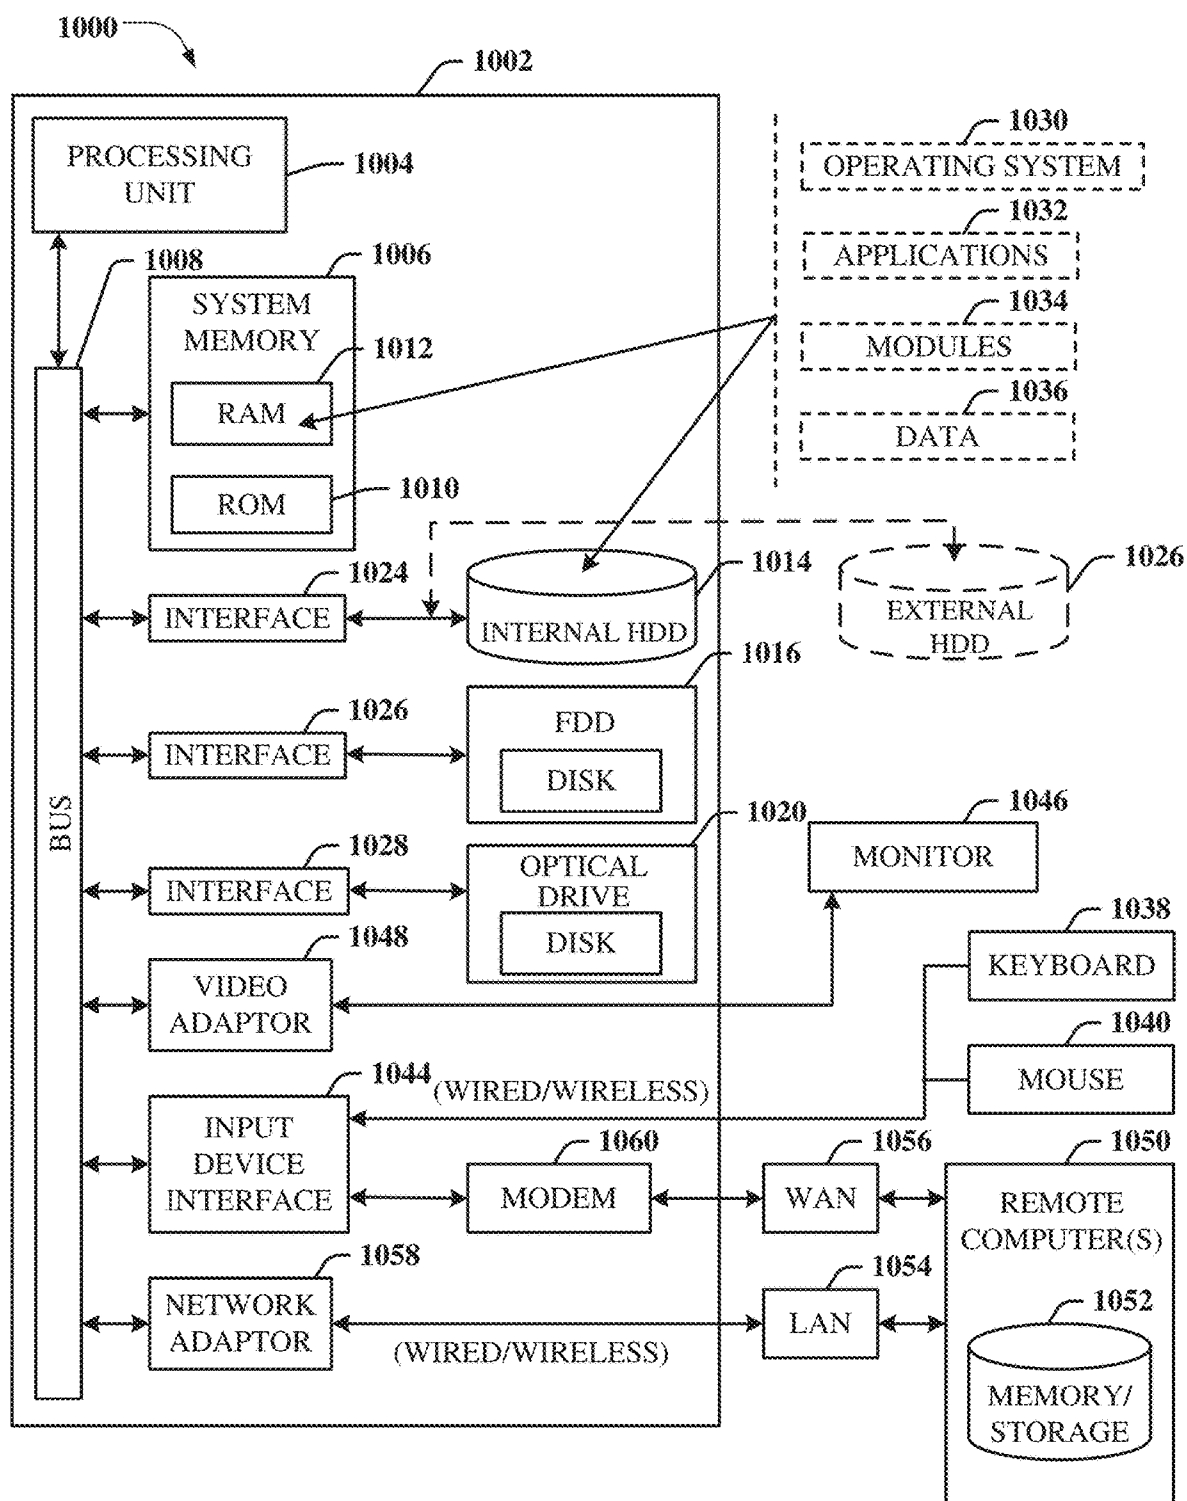 1000
1002
PROCESSING
UNIT
1004
1030
OPERATING SYSTEM
1032
APPLICATIONS
1034
MODULES
1036
DATA
1008
1006
SYSTEM
MEMORY
1012
RAM
1010
ROM
BUS
1024
INTERFACE
1014
INTERNAL HDD
1026
EXTERNAL
HDD
1026
INTERFACE
1016
FDD
DISK
1028
INTERFACE
1020
OPTICAL
DRIVE
DISK
1046
MONITOR
1048
VIDEO
ADAPTOR
1038
KEYBOARD
1040
MOUSE
1044
(WIRED/WIRELESS)
INPUT
DEVICE
INTERFACE
1060
MODEM
1056
WAN
1050
REMOTE
COMPUTER(S)
1058
NETWORK
ADAPTOR
(WIRED/WIRELESS)
1054
LAN
1052
MEMORY/
STORAGE